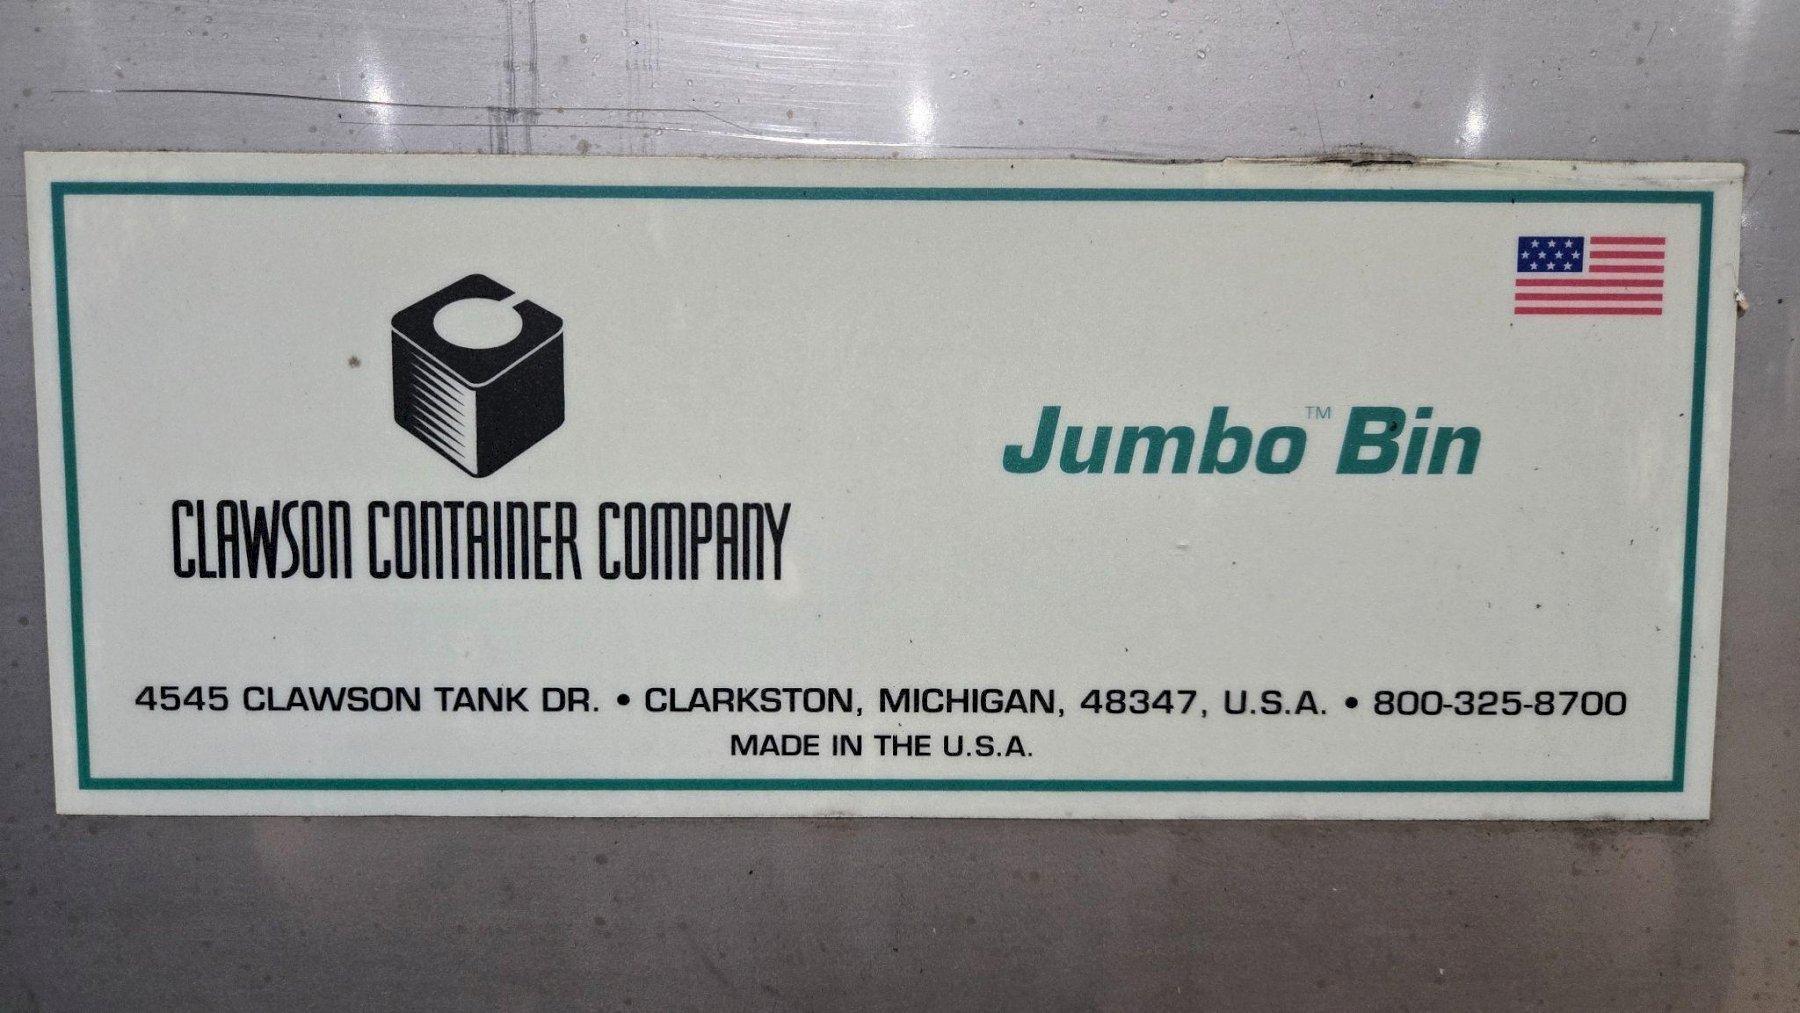 CLAWSON CONTAINER COMPANY
Jumbo™ Bin
4545 CLAWSON TANK DR. • CLARKSTON, MICHIGAN, 48347, U.S.A. • 800-325-8700
MADE IN THE U.S.A.